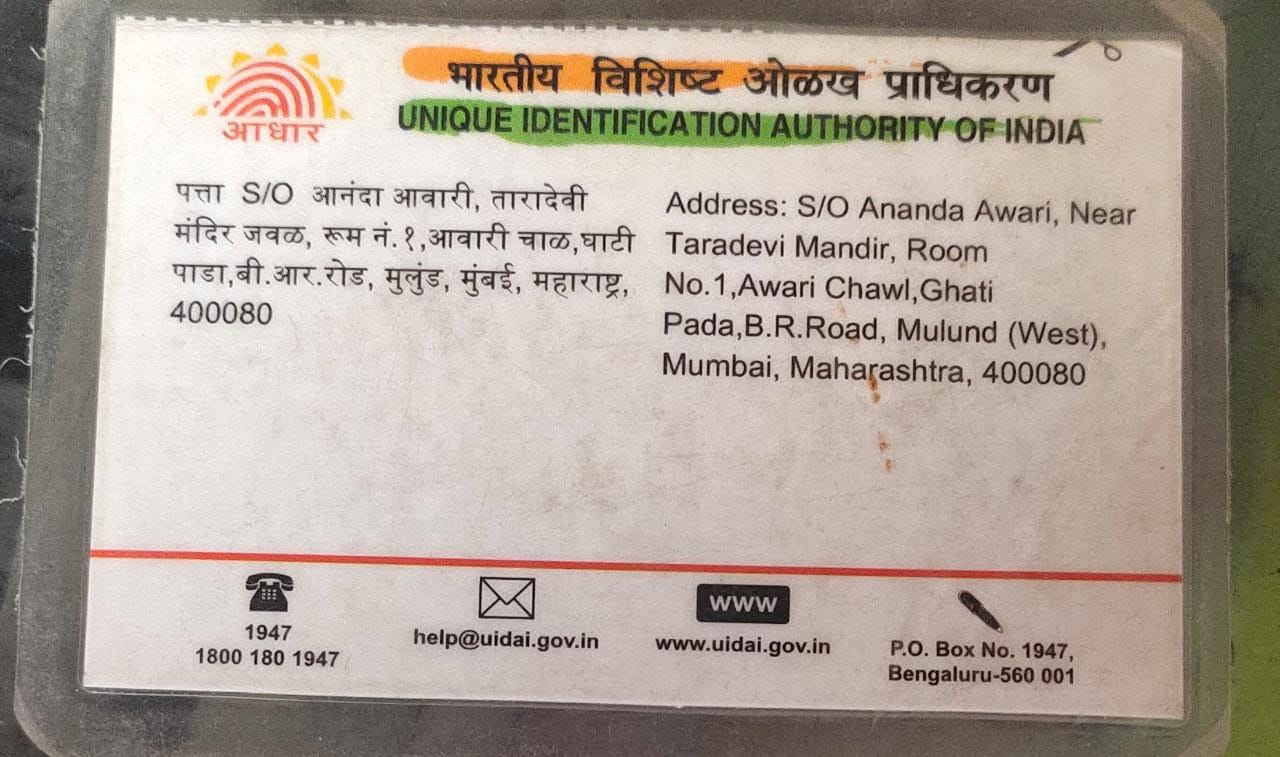 भारतीय विशिष्ट ओळख प्राधिकरण
UNIQUE IDENTIFICATION AUTHORITY OF INDIA
आधार
पत्ता S/O आनंदा आवारी, तारादेवी
मंदिर जवळ, रूम नं.१,आवारी चाळ,घाटी
पाडा,बी.आर.रोड, मुलुंड, मुंबई, महाराष्ट्र,
400080
Address: S/O Ananda Awari, Near
Taradevi Mandir, Room
No.1,Awari Chawl,Ghati
Pada,B.R.Road, Mulund (West),
Mumbai, Maharashtra, 400080
1947
1800 180 1947
help@uidai.gov.in
www
www.uidai.gov.in
P.O. Box No. 1947,
Bengaluru-560 001